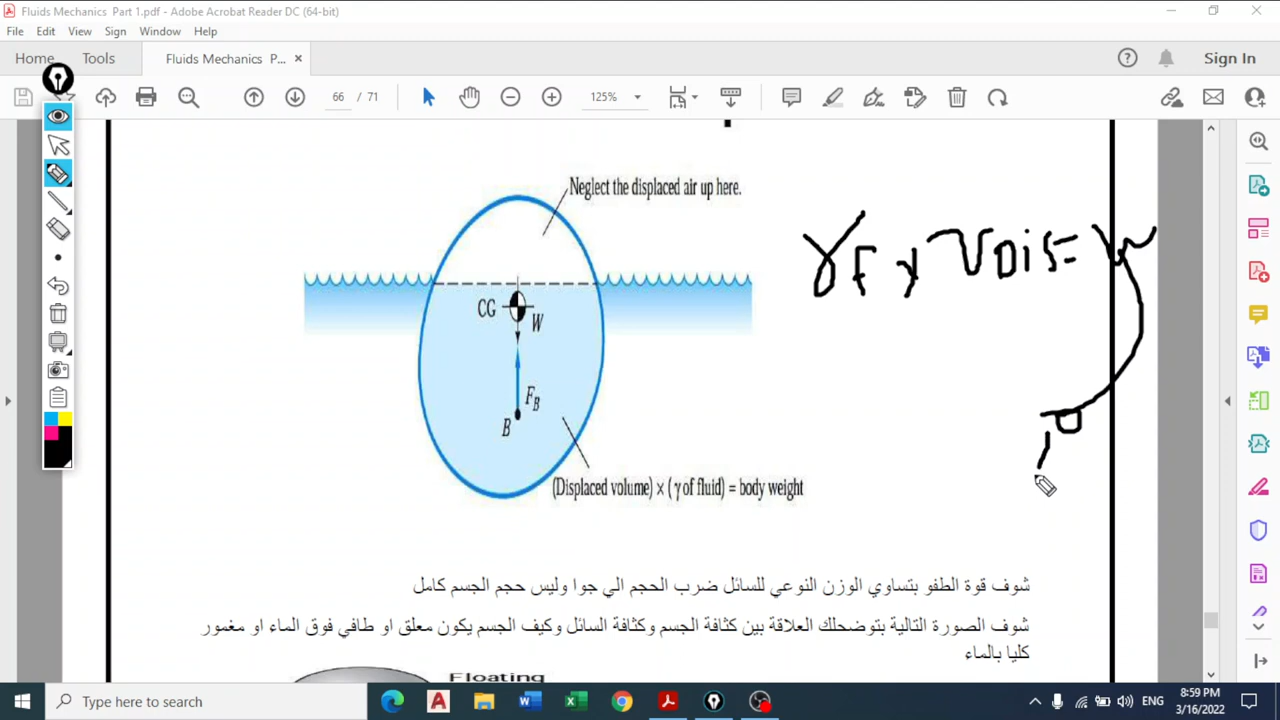 Fluids Mechanics Part 1.pdf - Adobe Acrobat Reader DC (64-bit)
File Edit View Sign Window Help
Home Tools Fluids Mechanics P... × Sign In
66 / 71 125%
Neglect the displaced air up here.
γF x VDis = W
CG
W
FB
B
(Displaced volume) × (γ of fluid) = body weight
شوف قوة الطفو بتساوي الوزن النوعي للسائل ضرب الحجم الي جوا وليس حجم الجسم كامل
شوف الصورة التالية بتوضحلك العلاقة بين كثافة الجسم وكثافة السائل وكيف الجسم يكون معلق او طافي فوق الماء او مغمور
كليا بالماء
Floating
Type here to search
ENG
8:59 PM
3/16/2022